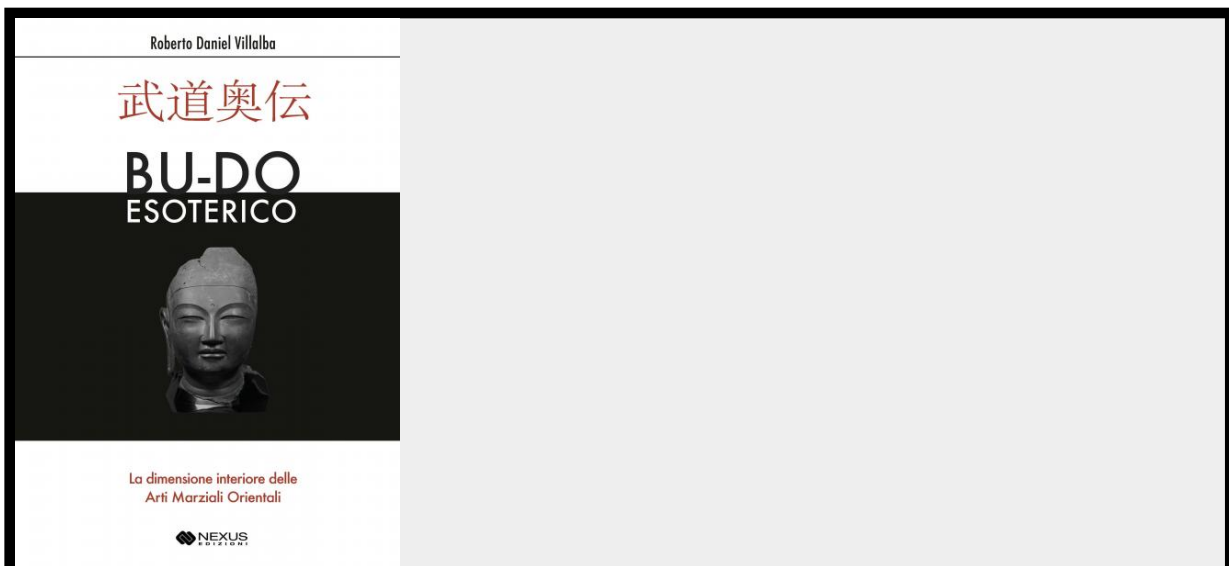 Roberto Daniel Villalba
武道奥伝
BU-DO
ESOTERICO
La dimensione interiore delle
Arti Marziali Orientali
NEXUS
EDIZIONI